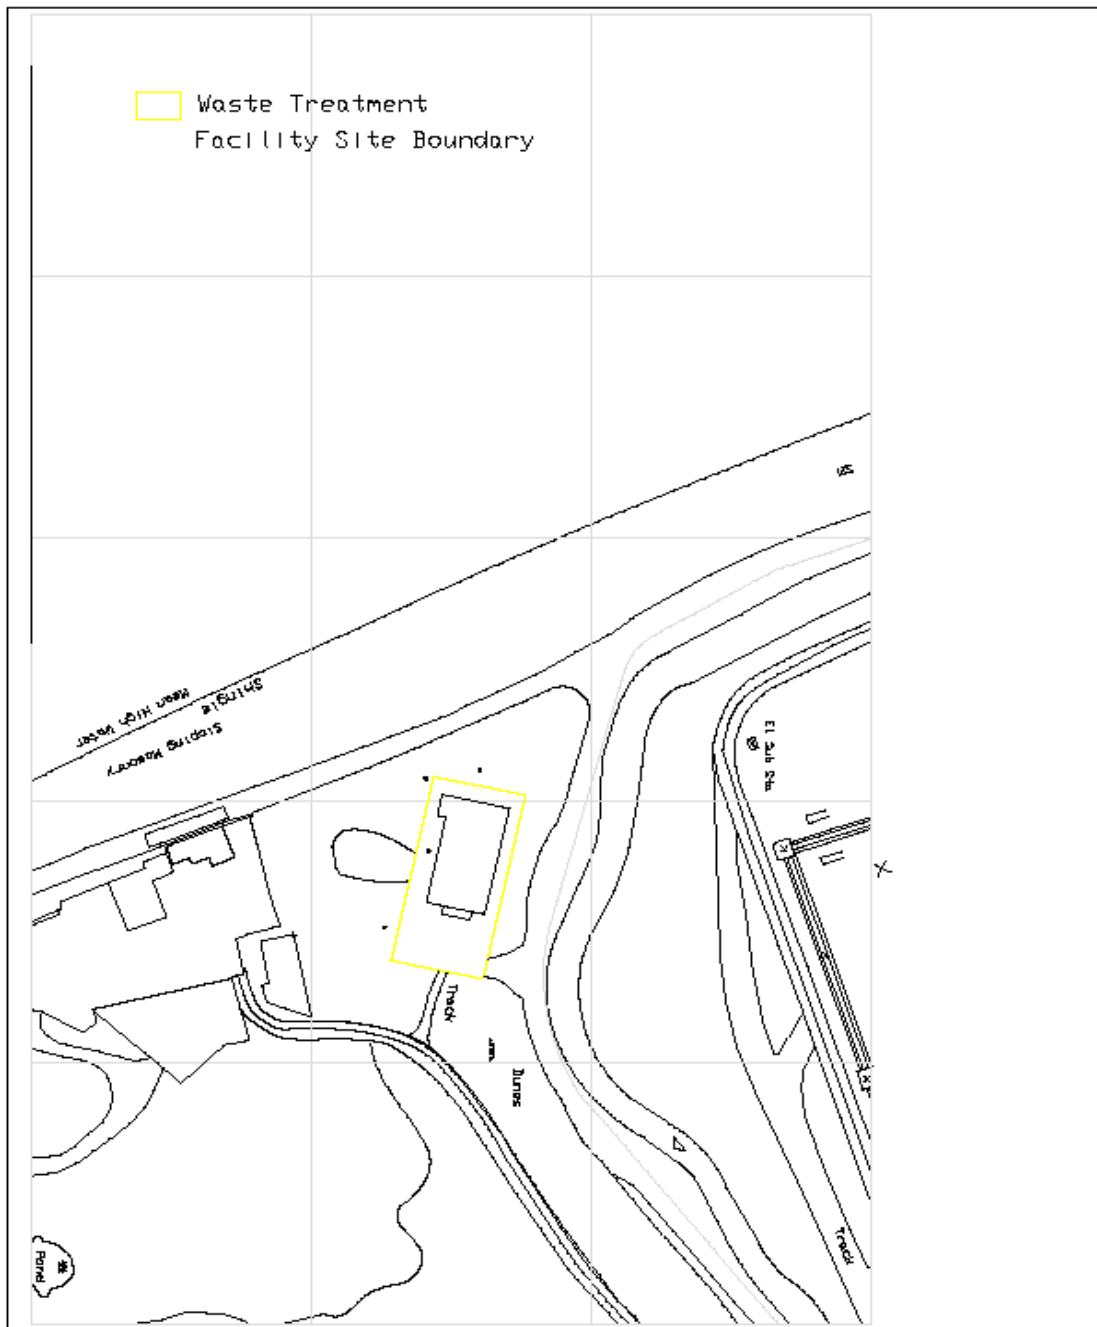 Waste Treatment
Facility Site Boundary
Mean High Water
Shingle
Sloping Masonry
El Sub Sta
Track
Dunes
Track
Pond